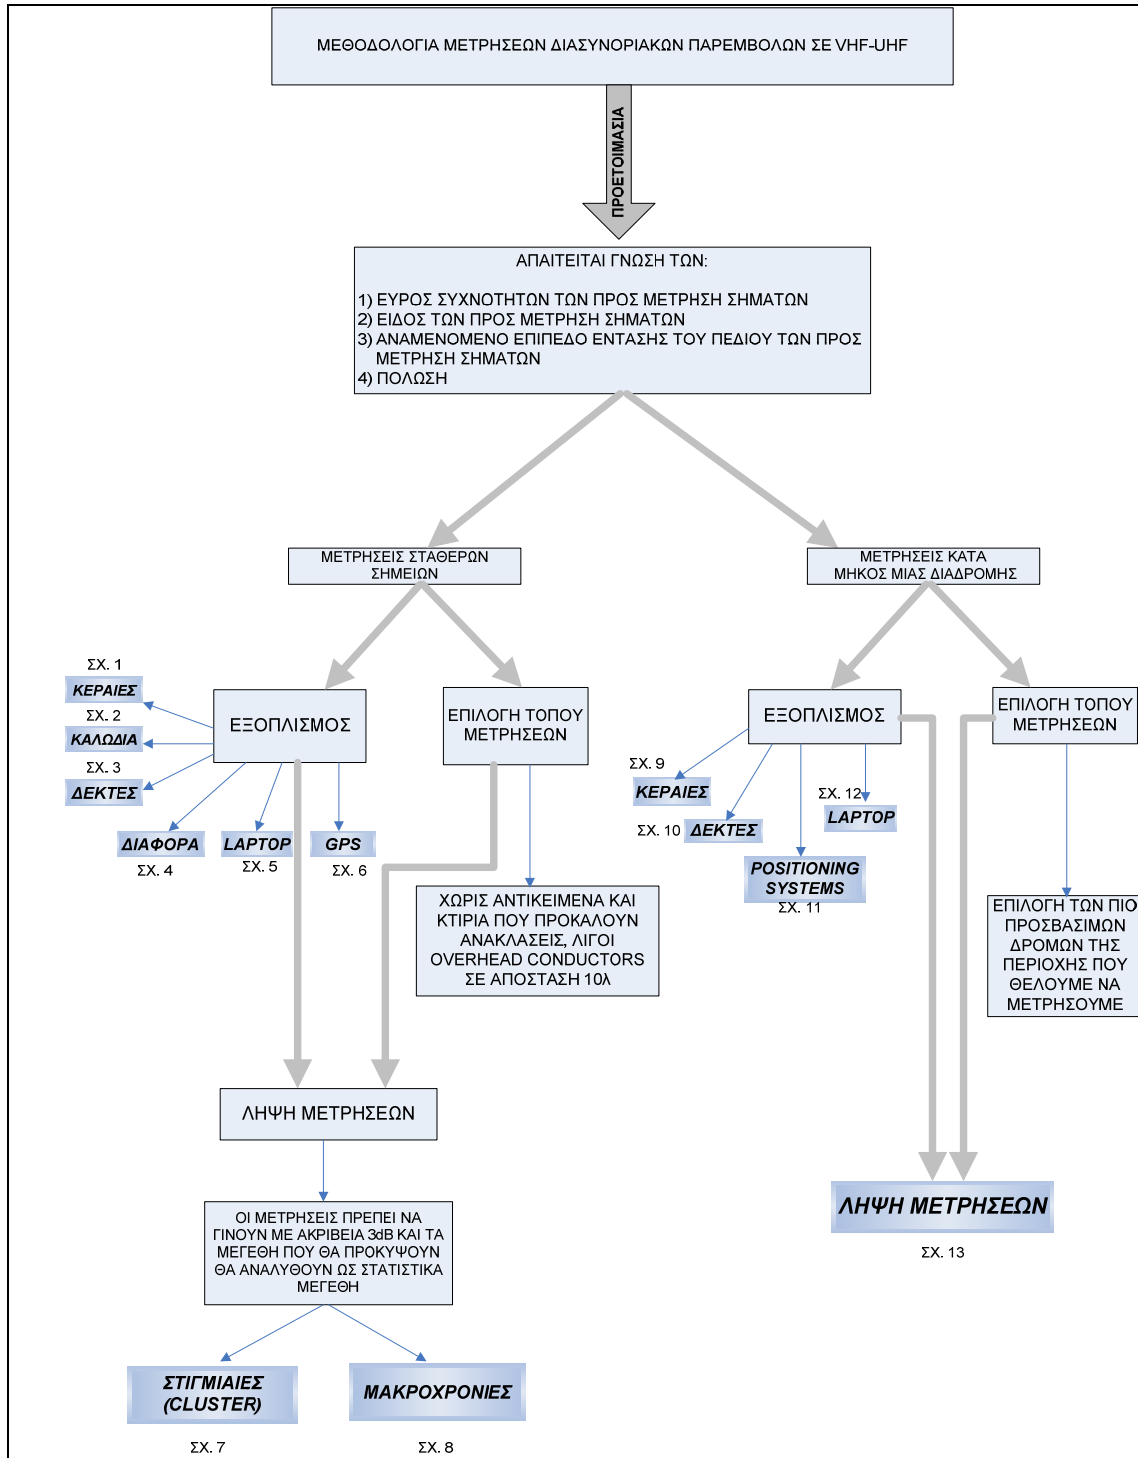 ΜΕΘΟΔΟΛΟΓΙΑ ΜΕΤΡΗΣΕΩΝ ΔΙΑΣΥΝΟΡΙΑΚΩΝ ΠΑΡΕΜΒΟΛΩΝ ΣΕ VHF-UHF
ΠΡΟΕΤΟΙΜΑΣΙΑ
ΑΠΑΙΤΕΙΤΑΙ ΓΝΩΣΗ ΤΩΝ:
1) ΕΥΡΟΣ ΣΥΧΝΟΤΗΤΩΝ ΤΩΝ ΠΡΟΣ ΜΕΤΡΗΣΗ ΣΗΜΑΤΩΝ
2) ΕΙΔΟΣ ΤΩΝ ΠΡΟΣ ΜΕΤΡΗΣΗ ΣΗΜΑΤΩΝ
3) ΑΝΑΜΕΝΟΜΕΝΟ ΕΠΙΠΕΔΟ ΕΝΤΑΣΗΣ ΤΟΥ ΠΕΔΙΟΥ ΤΩΝ ΠΡΟΣ
ΜΕΤΡΗΣΗ ΣΗΜΑΤΩΝ
4) ΠΟΛΩΣΗ
ΜΕΤΡΗΣΕΙΣ ΣΤΑΘΕΡΩΝ
ΣΗΜΕΙΩΝ
ΜΕΤΡΗΣΕΙΣ ΚΑΤΑ
ΜΗΚΟΣ ΜΙΑΣ ΔΙΑΔΡΟΜΗΣ
ΣΧ. 1
ΚΕΡΑΙΕΣ
ΣΧ. 2
ΚΑΛΩΔΙΑ
ΣΧ. 3
ΔΕΚΤΕΣ
ΕΞΟΠΛΙΣΜΟΣ
ΔΙΑΦΟΡΑ
ΣΧ. 4
LAPTOP
ΣΧ. 5
GPS
ΣΧ. 6
ΕΠΙΛΟΓΗ ΤΟΠΟΥ
ΜΕΤΡΗΣΕΩΝ
ΧΩΡΙΣ ΑΝΤΙΚΕΙΜΕΝΑ ΚΑΙ
ΚΤΙΡΙΑ ΠΟΥ ΠΡΟΚΑΛΟΥΝ
ΑΝΑΚΛΑΣΕΙΣ, ΛΙΓΟΙ
OVERHEAD CONDUCTORS
ΣΕ ΑΠΟΣΤΑΣΗ 10λ
ΕΞΟΠΛΙΣΜΟΣ
ΣΧ. 9
ΚΕΡΑΙΕΣ
ΣΧ. 10
ΔΕΚΤΕΣ
POSITIONING
SYSTEMS
ΣΧ. 11
ΣΧ. 12
LAPTOP
ΕΠΙΛΟΓΗ ΤΟΠΟΥ
ΜΕΤΡΗΣΕΩΝ
ΕΠΙΛΟΓΗ ΤΩΝ ΠΙΟ
ΠΡΟΣΒΑΣΙΜΩΝ
ΔΡΟΜΩΝ ΤΗΣ
ΠΕΡΙΟΧΗΣ ΠΟΥ
ΘΕΛΟΥΜΕ ΝΑ
ΜΕΤΡΗΣΟΥΜΕ
ΛΗΨΗ ΜΕΤΡΗΣΕΩΝ
ΟΙ ΜΕΤΡΗΣΕΙΣ ΠΡΕΠΕΙ ΝΑ
ΓΙΝΟΥΝ ΜΕ ΑΚΡΙΒΕΙΑ 3dB ΚΑΙ ΤΑ
ΜΕΓΕΘΗ ΠΟΥ ΘΑ ΠΡΟΚΥΨΟΥΝ
ΘΑ ΑΝΑΛΥΘΟΥΝ ΩΣ ΣΤΑΤΙΣΤΙΚΑ
ΜΕΓΕΘΗ
ΛΗΨΗ ΜΕΤΡΗΣΕΩΝ
ΣΧ. 13
ΣΤΙΓΜΙΑΙΕΣ
(CLUSTER)
ΣΧ. 7
ΜΑΚΡΟΧΡΟΝΙΕΣ
ΣΧ. 8